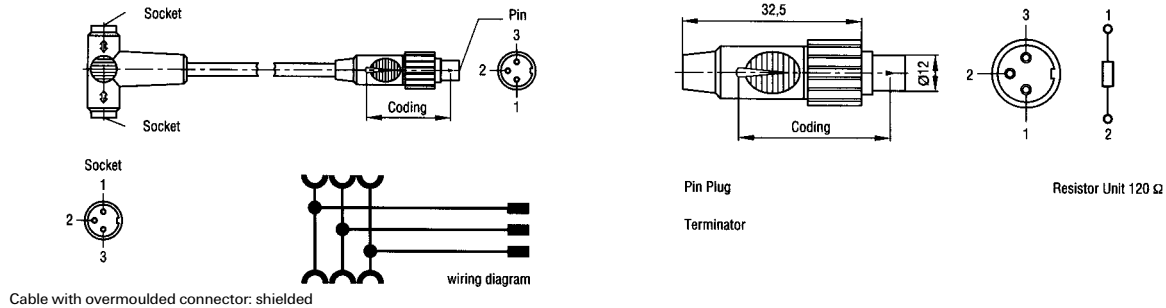 Socket
Pin
3
2
1
Coding
Socket
Socket
1
2
3
wiring diagram
Cable with overmoulded connector: shielded
32,5
Ø12
Coding
3
2
1
1
2
Pin Plug
Resistor Unit 120 Ω
Terminator